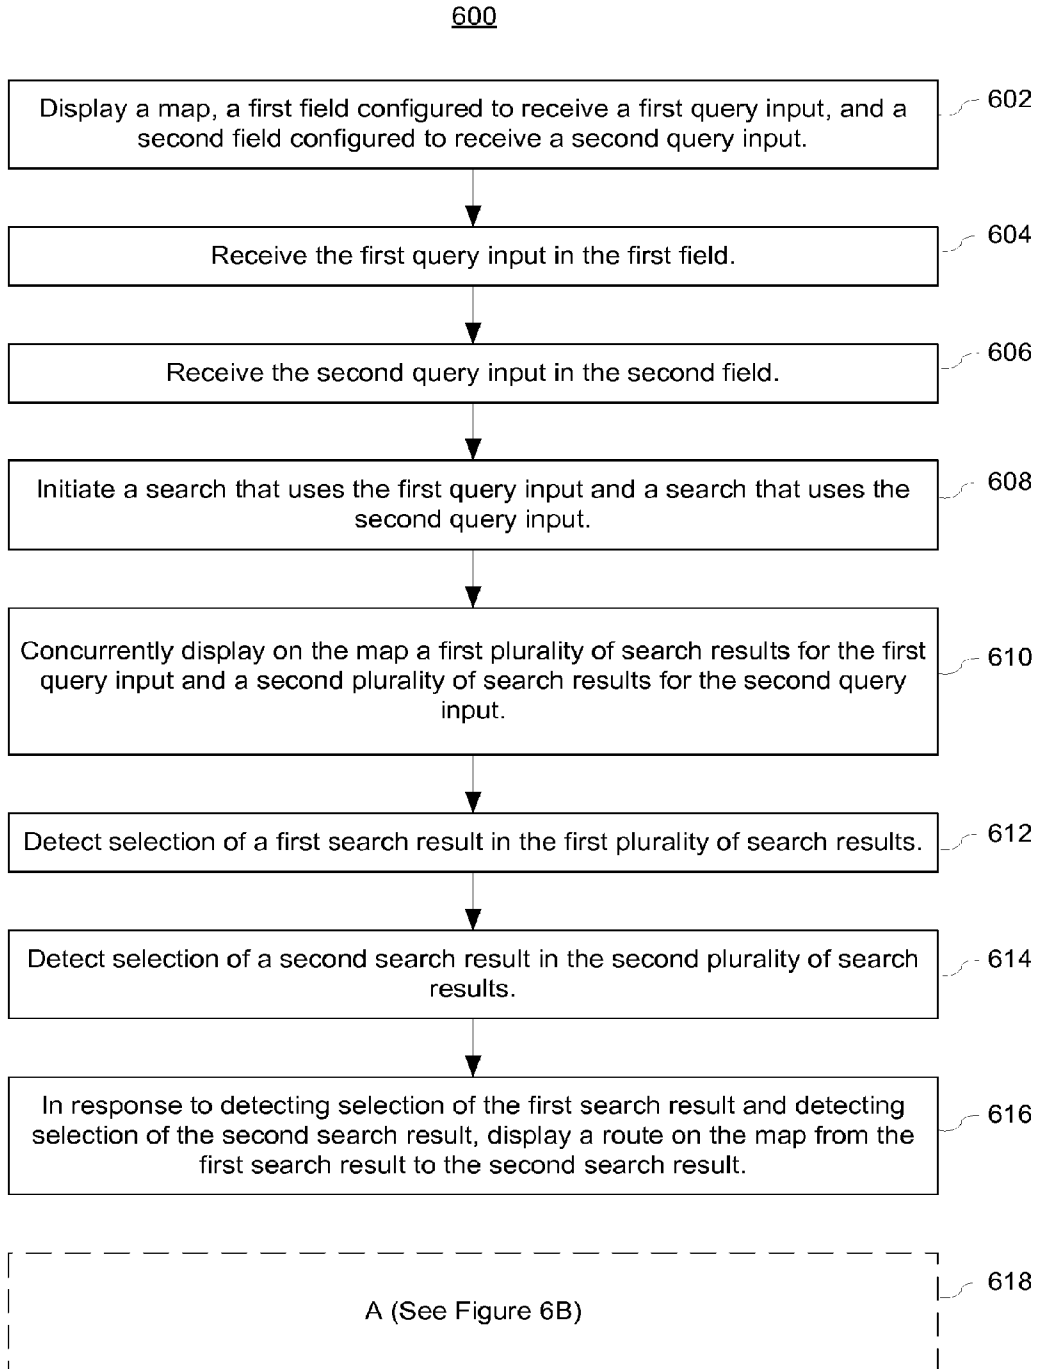 600
Display a map, a first field configured to receive a first query input, and a
second field configured to receive a second query input.
602
Receive the first query input in the first field.
604
Receive the second query input in the second field.
606
Initiate a search that uses the first query input and a search that uses the
second query input.
608
Concurrently display on the map a first plurality of search results for the first
query input and a second plurality of search results for the second query
input.
610
Detect selection of a first search result in the first plurality of search results.
612
Detect selection of a second search result in the second plurality of search
results.
614
In response to detecting selection of the first search result and detecting
selection of the second search result, display a route on the map from the
first search result to the second search result.
616
A (See Figure 6B)
618